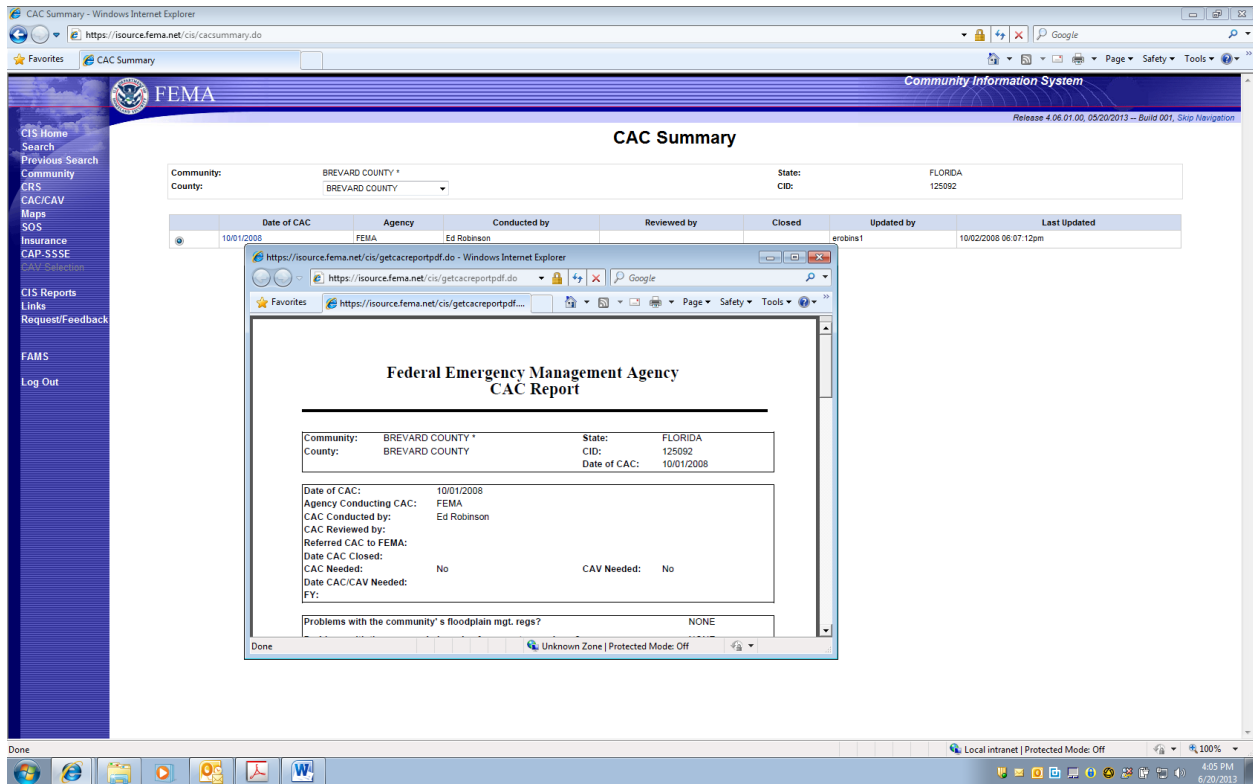 CAC Summary - Windows Internet Explorer
https://isource.fema.net/cis/cacsummary.do
Google
Favorites
CAC Summary
Page
Safety
Tools
FEMA
Community Information System
Release 4.06.01.00, 05/20/2013 -- Build 001, Skip Navigation
CIS Home
Search
Previous Search
Community
CRS
CAC/CAV
Maps
SOS
Insurance
CAP-SSSE
CAV Selection
CIS Reports
Links
Request/Feedback
FAMS
Log Out
CAC Summary
Community: BREVARD COUNTY * State: FLORIDA
County: BREVARD COUNTY CID: 125092
Date of CAC Agency Conducted by Reviewed by Closed Updated by Last Updated
10/01/2008 FEMA Ed Robinson erobins1 10/02/2008 06:07:12pm
https://isource.fema.net/cis/getcacreportpdf.do - Windows Internet Explorer
https://isource.fema.net/cis/getcacreportpdf.do
Google
Favorites
https://isource.fema.net/cis/getcacreportpdf....
Page
Safety
Tools
Federal Emergency Management Agency
CAC Report
Community: BREVARD COUNTY * State: FLORIDA
County: BREVARD COUNTY CID: 125092
Date of CAC: 10/01/2008
Date of CAC: 10/01/2008
Agency Conducting CAC: FEMA
CAC Conducted by: Ed Robinson
CAC Reviewed by:
Referred CAC to FEMA:
Date CAC Closed:
CAC Needed: No CAV Needed: No
Date CAC/CAV Needed:
FY:
Problems with the community' s floodplain mgt. regs? NONE
Done
Unknown Zone | Protected Mode: Off
Done
Local intranet | Protected Mode: Off
100%
4:05 PM
6/20/2013